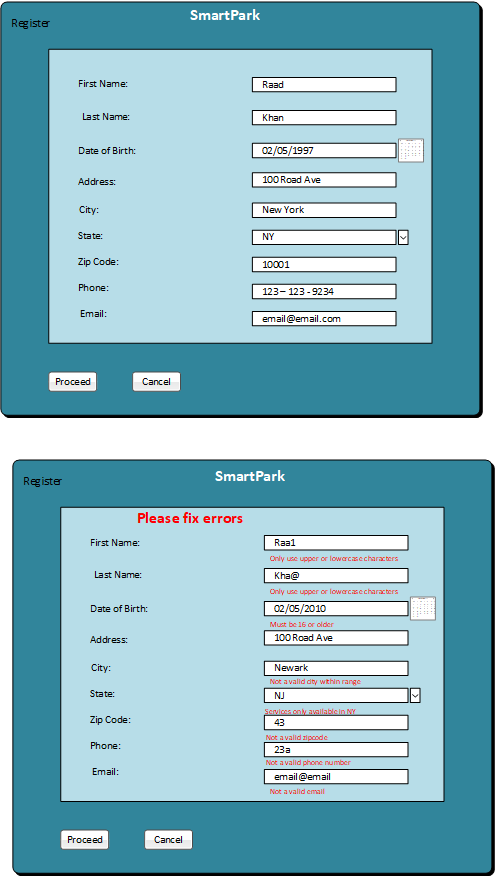 SmartPark
Register
First Name: Raad
Last Name: Khan
Date of Birth: 02/05/1997
Address: 100 Road Ave
City: New York
State: NY
Zip Code: 10001
Phone: 123 – 123 - 9234
Email: email@email.com
Proceed Cancel
SmartPark
Register
Please fix errors
First Name: Raa1
Only use upper or lowercase characters
Last Name: Kha@
Only use upper or lowercase characters
Date of Birth: 02/05/2010
Must be 16 or older
Address: 100 Road Ave
City: Newark
Not a valid city within range
State: NJ
Services only available in NY
Zip Code: 43
Not a valid zipcode
Phone: 23a
Not a valid phone number
Email: email@email
Not a valid email
Proceed Cancel